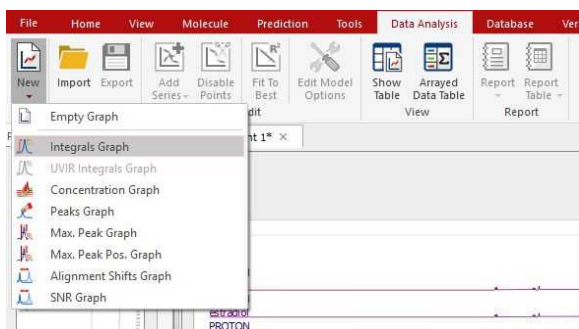 File Home View Molecule Prediction Tools Data Analysis Database Ver
New Import Export Add Series Disable Points Fit To Best Edit Model Options Show Table Arrayed Data Table Report Report Table
R²
dit View Report
Empty Graph
nt 1* ×
Integrals Graph
UVIR Integrals Graph
Concentration Graph
Peaks Graph
Max. Peak Graph
Max. Peak Pos. Graph
Alignment Shifts Graph
SNR Graph
estradiol
PROTON